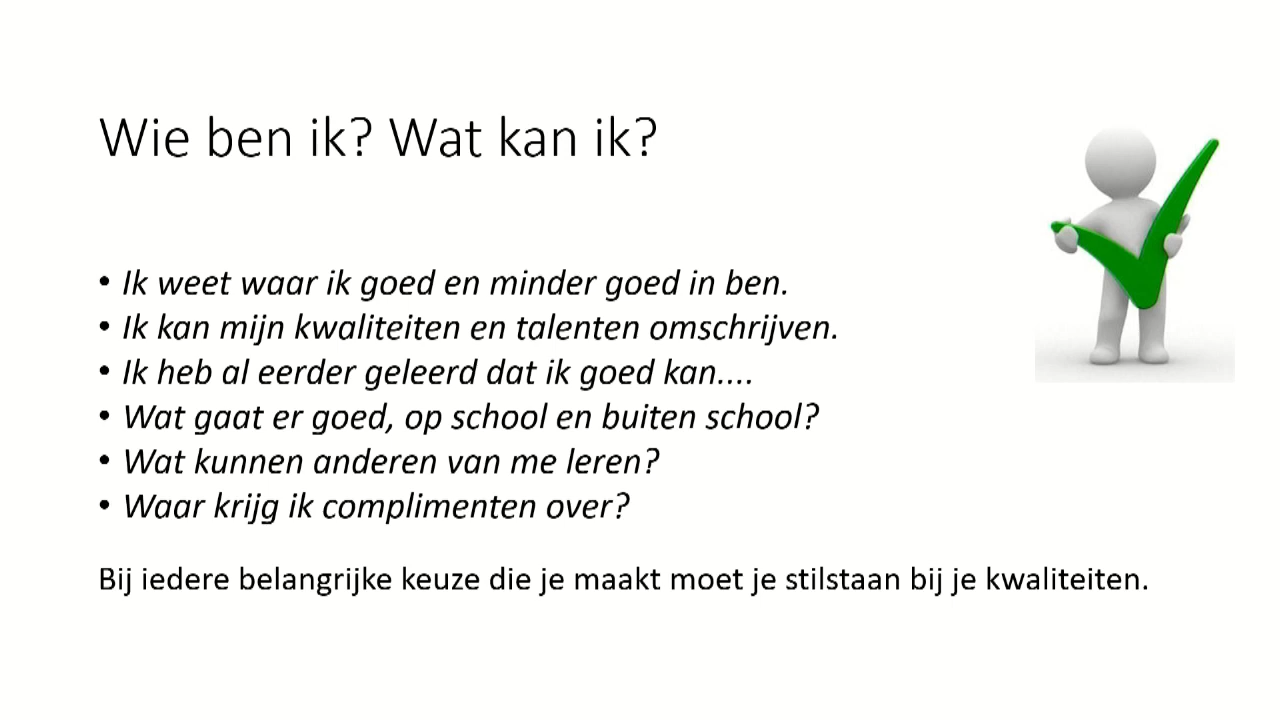 Wie ben ik? Wat kan ik?
• Ik weet waar ik goed en minder goed in ben.
• Ik kan mijn kwaliteiten en talenten omschrijven.
• Ik heb al eerder geleerd dat ik goed kan....
• Wat gaat er goed, op school en buiten school?
• Wat kunnen anderen van me leren?
• Waar krijg ik complimenten over?
Bij iedere belangrijke keuze die je maakt moet je stilstaan bij je kwaliteiten.